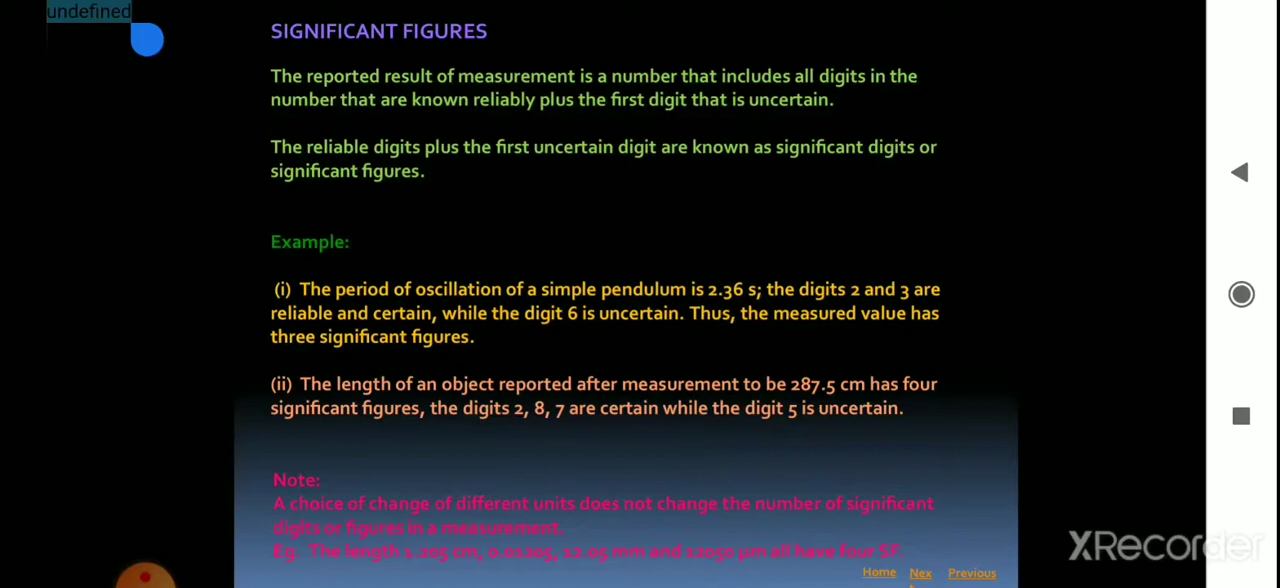 undefined
SIGNIFICANT FIGURES
The reported result of measurement is a number that includes all digits in the
number that are known reliably plus the first digit that is uncertain.
The reliable digits plus the first uncertain digit are known as significant digits or
significant figures.
Example:
(i) The period of oscillation of a simple pendulum is 2.36 s; the digits 2 and 3 are
reliable and certain, while the digit 6 is uncertain. Thus, the measured value has
three significant figures.
(ii) The length of an object reported after measurement to be 287.5 cm has four
significant figures, the digits 2, 8, 7 are certain while the digit 5 is uncertain.
Note:
A choice of change of different units does not change the number of significant
digits or figures in a measurement.
Eg. The length 1.205 cm, 0.01205, 12.05 mm and 12050 µm all have four SF.
Home Nex Previous
XRecorder